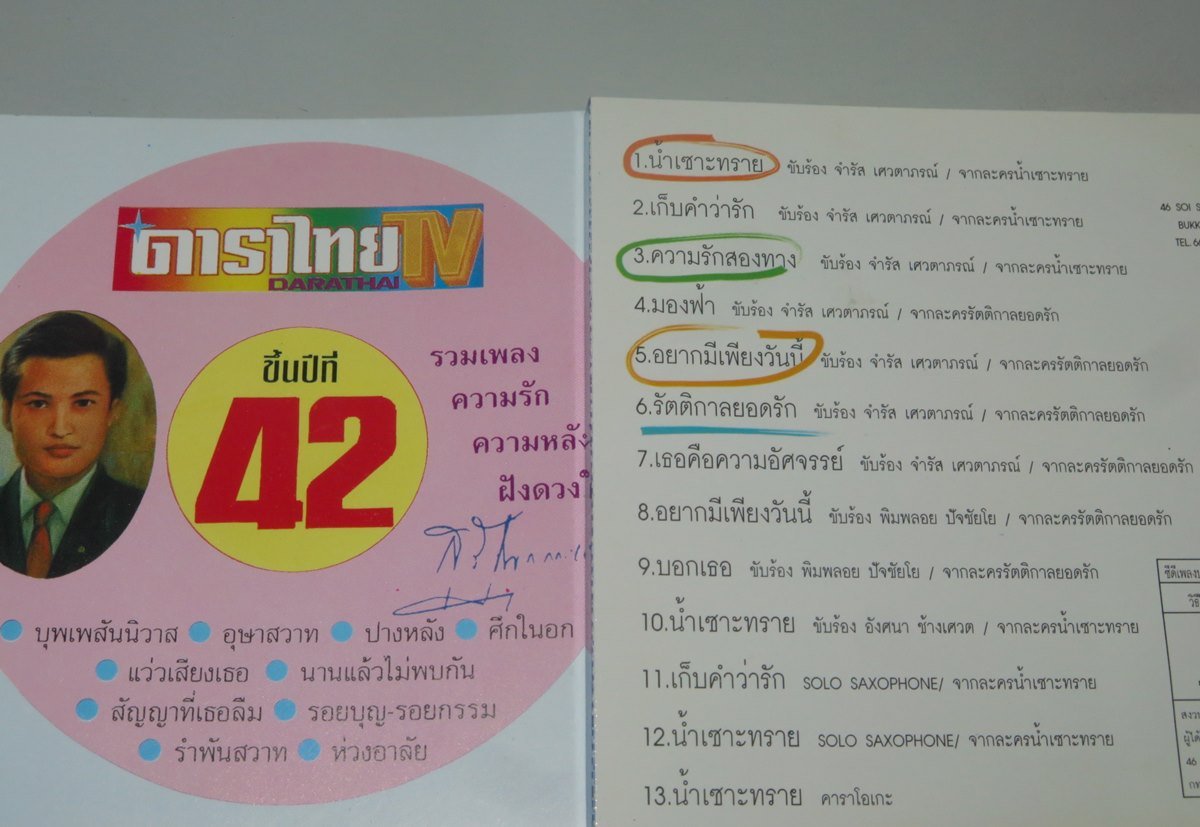 ดาราไทย TV
DARATHAI
ขึ้นปีที่
42
รวมเพลง
ความรัก
ความหลัง
ฝังดวง
บุพเพสันนิวาส อุษาสวาท ปางหลัง ศึกในอก
แว่วเสียงเธอ นานแล้วไม่พบกัน
สัญญาที่เธอลืม รอยบุญ-รอยกรรม
รำพันสวาท ห่วงอาลัย
1.น้ำเซาะทราย ขับร้อง จำรัส เศวตาภรณ์ / จากละครน้ำเซาะทราย
2.เก็บคำว่ารัก ขับร้อง จำรัส เศวตาภรณ์ / จากละครน้ำเซาะทราย
3.ความรักสองทาง ขับร้อง จำรัส เศวตาภรณ์ / จากละครน้ำเซาะทราย
4.มองฟ้า ขับร้อง จำรัส เศวตาภรณ์ / จากละครรัตติกาลยอดรัก
5.อยากมีเพียงวันนี้ ขับร้อง จำรัส เศวตาภรณ์ / จากละครรัตติกาลยอดรัก
6.รัตติกาลยอดรัก ขับร้อง จำรัส เศวตาภรณ์ / จากละครรัตติกาลยอดรัก
7.เธอคือความอัศจรรย์ ขับร้อง จำรัส เศวตาภรณ์ / จากละครรัตติกาลยอดรัก
8.อยากมีเพียงวันนี้ ขับร้อง พิมพลอย ปัจชัยโย / จากละครรัตติกาลยอดรัก
9.บอกเธอ ขับร้อง พิมพลอย ปัจชัยโย / จากละครรัตติกาลยอดรัก
10.น้ำเซาะทราย ขับร้อง อังศนา ช้างเศวต / จากละครน้ำเซาะทราย
11.เก็บคำว่ารัก SOLO SAXOPHONE/ จากละครน้ำเซาะทราย
12.น้ำเซาะทราย SOLO SAXOPHONE/ จากละครน้ำเซาะทราย
13.น้ำเซาะทราย คาราโอเกะ
46 SOI S
BUKK
TEL. 66
ซีดีเพลง
วิธี
สงวน
ผู้ได้
46
กท